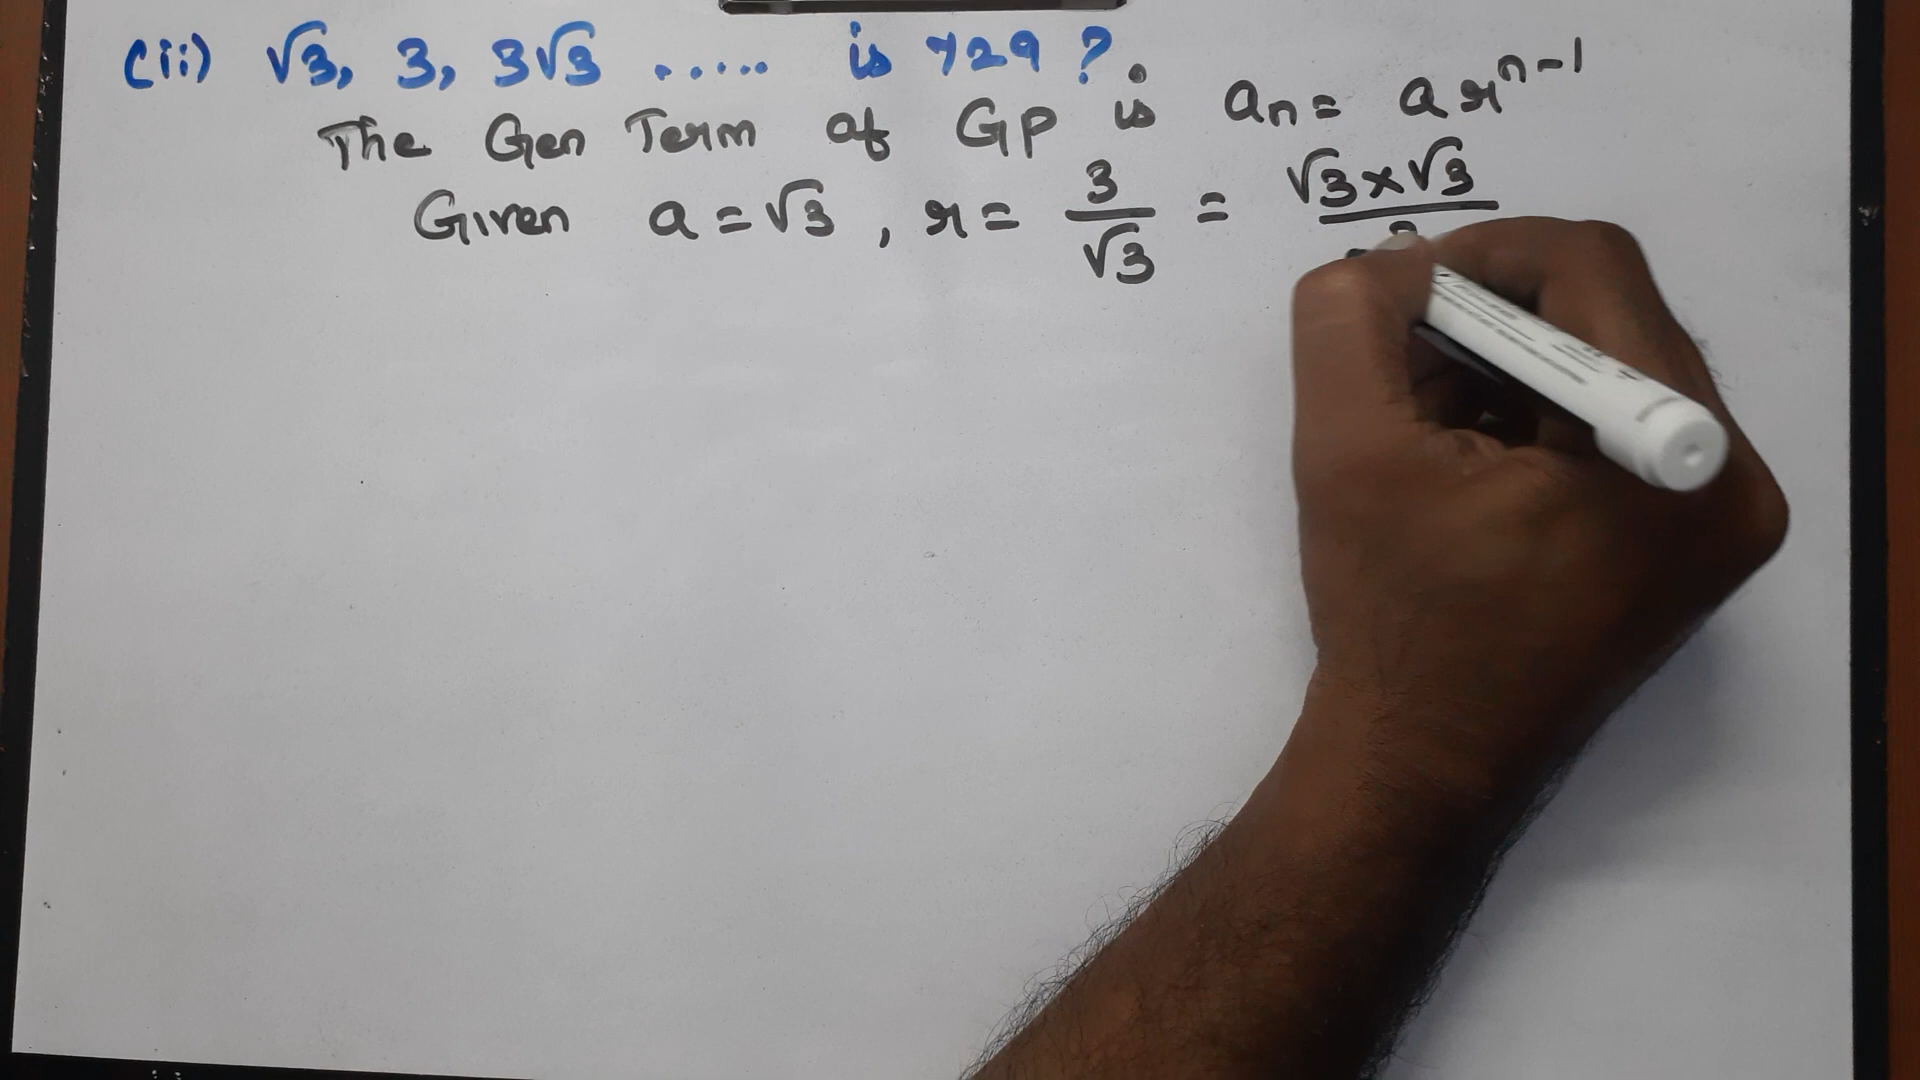 (ii) √3, 3, 3√3 ..... is 729 ?
The Gen Term of GP is aₙ = a rⁿ⁻¹
Given a = √3 , r = 3/√3 = √3×√3